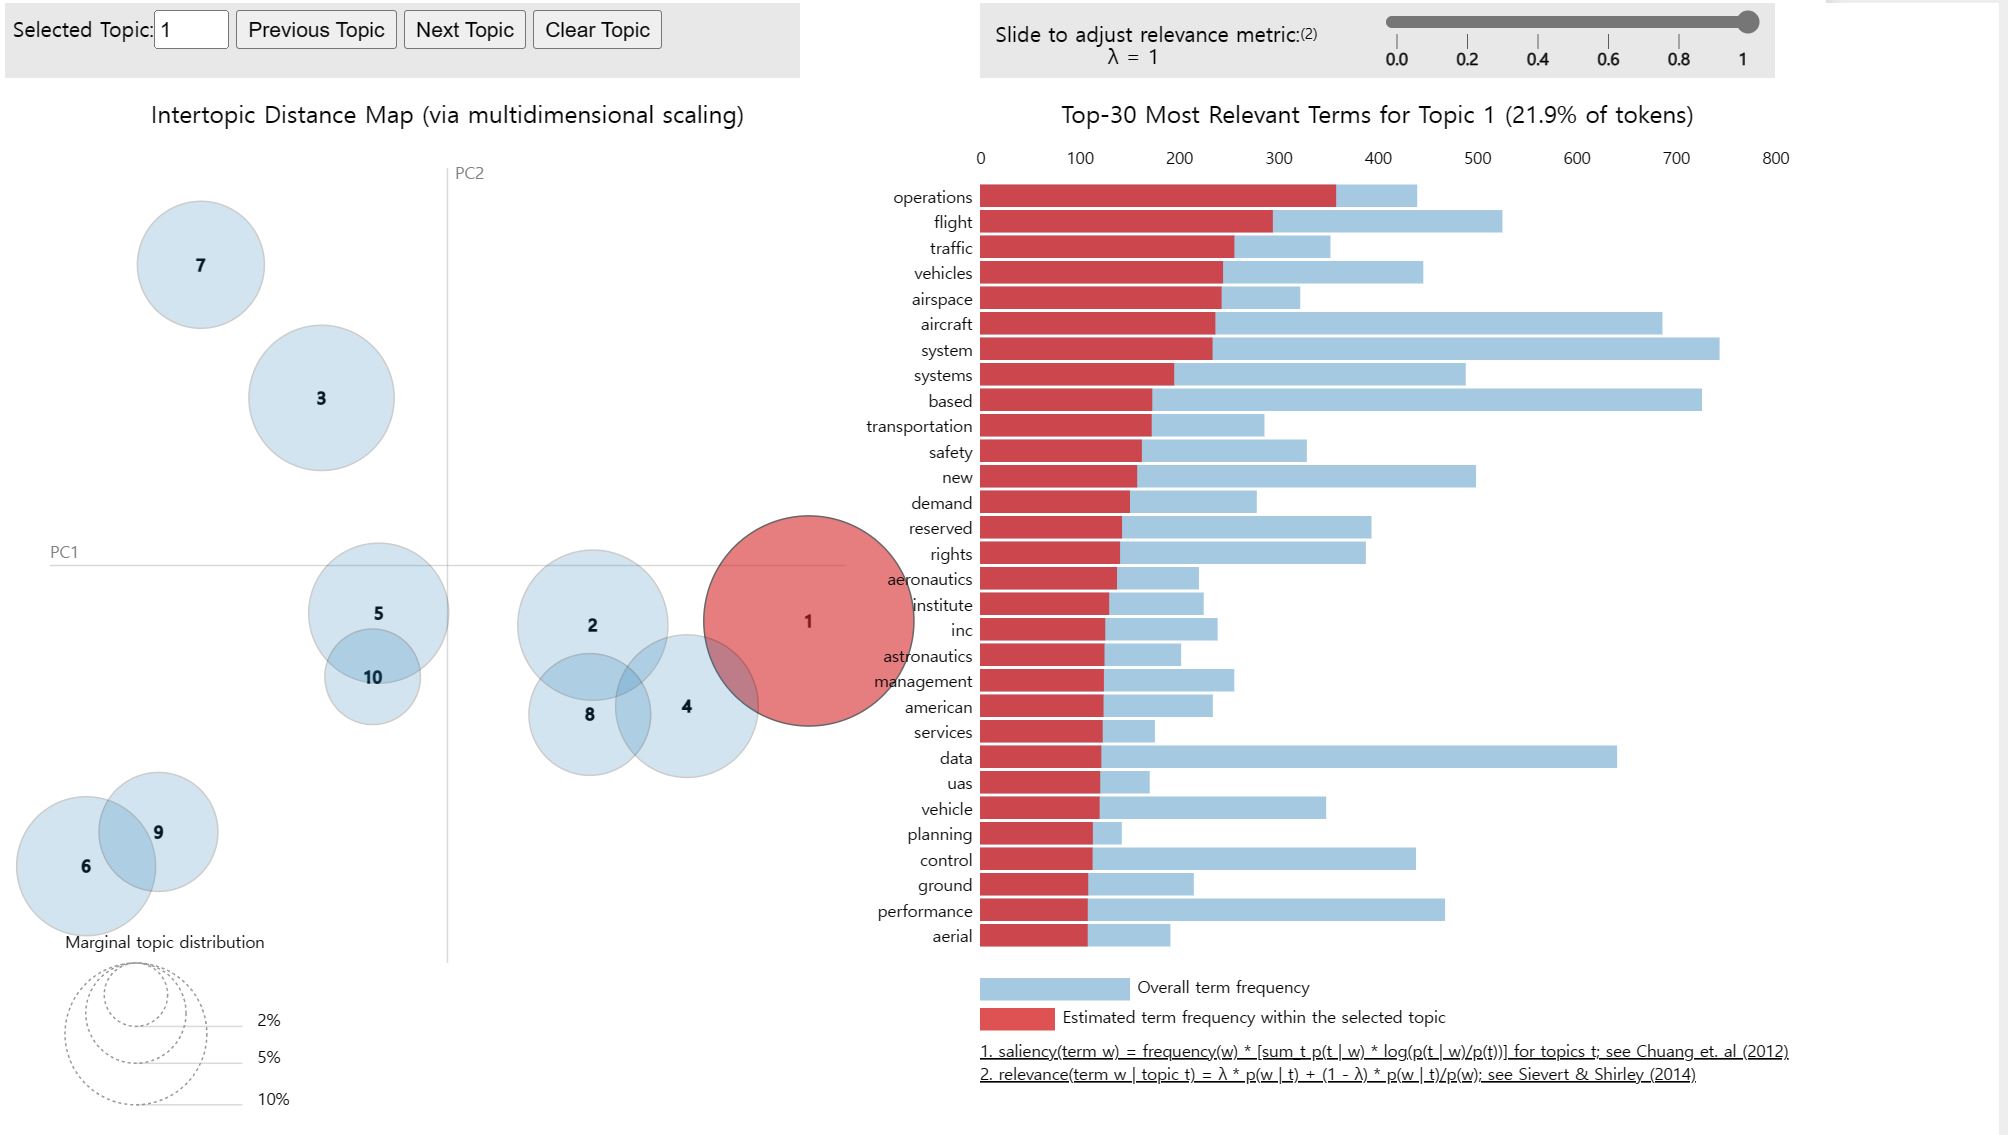 Selected Topic: 1 Previous Topic Next Topic Clear Topic
Slide to adjust relevance metric:(2)
λ = 1
0.0 0.2 0.4 0.6 0.8 1
Intertopic Distance Map (via multidimensional scaling)
PC2
PC1
7
3
5
10
2
8
4
1
9
6
Marginal topic distribution
2%
5%
10%
Top-30 Most Relevant Terms for Topic 1 (21.9% of tokens)
0 100 200 300 400 500 600 700 800
operations
flight
traffic
vehicles
airspace
aircraft
system
systems
based
transportation
safety
new
demand
reserved
rights
aeronautics
institute
inc
astronautics
management
american
services
data
uas
vehicle
planning
control
ground
performance
aerial
Overall term frequency
Estimated term frequency within the selected topic
1. saliency(term w) = frequency(w) * [sum_t p(t | w) * log(p(t | w)/p(t))] for topics t; see Chuang et. al (2012)
2. relevance(term w | topic t) = λ * p(w | t) + (1 - λ) * p(w | t)/p(w); see Sievert & Shirley (2014)